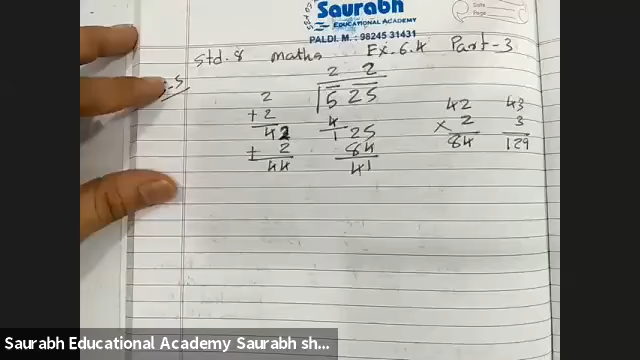 Saurabh
EDUCATIONAL ACADEMY
PALDI. M. : 98245 31431
Date
Page
Std. 8 maths Ex. 6.4 Part-3
2 2
2 5 25 42 43
+ 2 4 × 2 3
42 1 25 84 129
+ 2 84
44 41
Saurabh Educational Academy Saurabh sh...